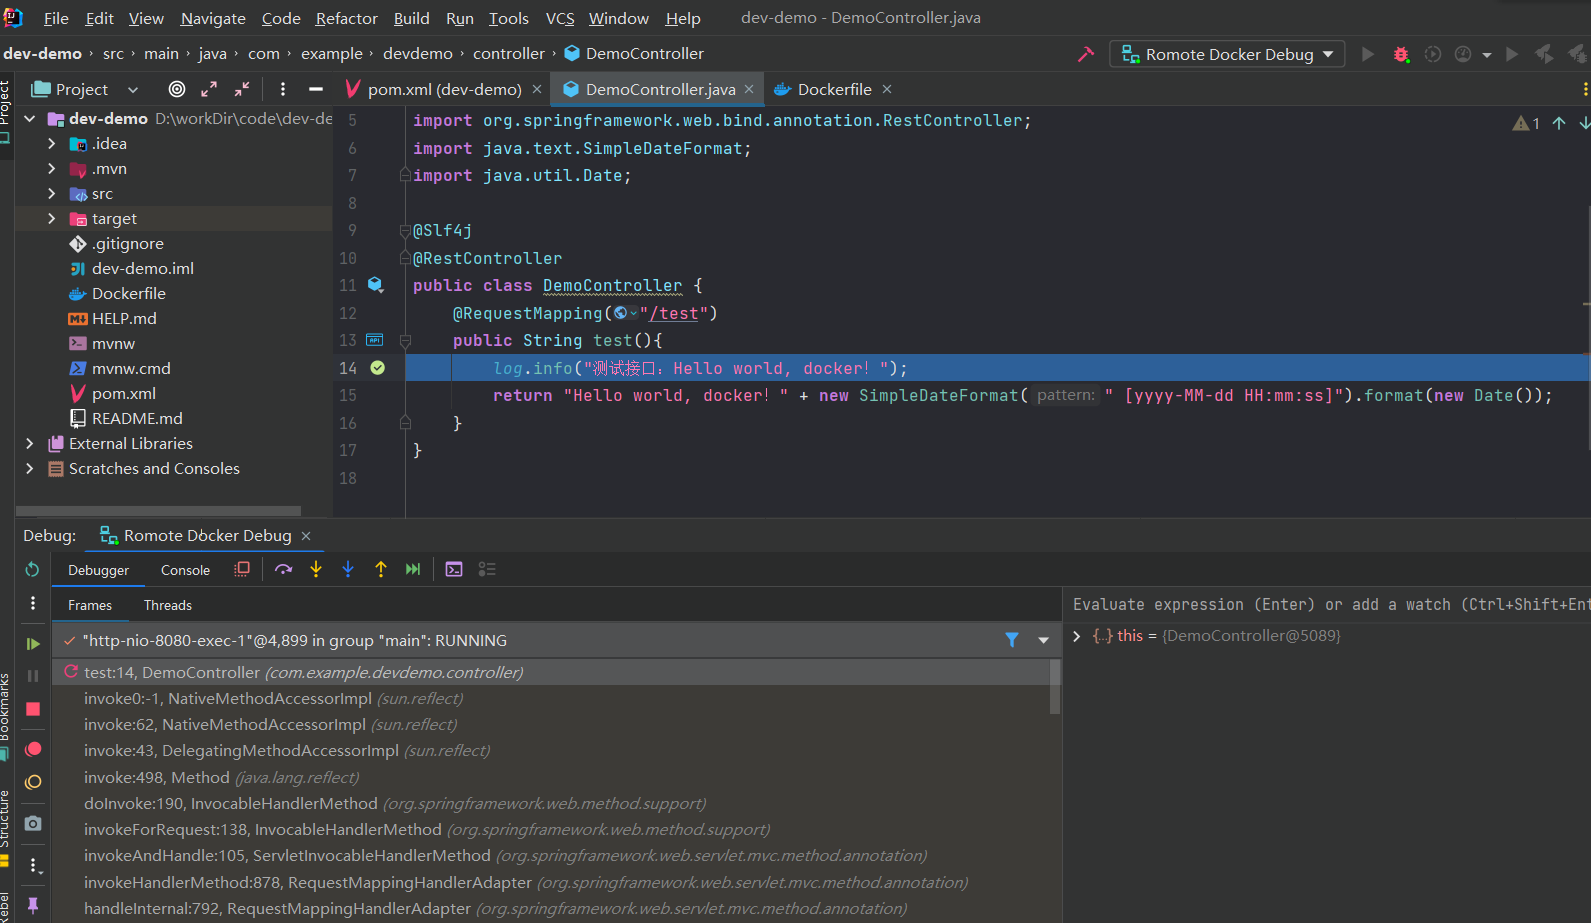 File Edit View Navigate Code Refactor Build Run Tools VCS Window Help dev-demo - DemoController.java
dev-demo › src › main › java › com › example › devdemo › controller › DemoController
Romote Docker Debug
Project
Project
pom.xml (dev-demo) ×
DemoController.java ×
Dockerfile ×
dev-demo D:\workDir\code\dev-de
.idea
.mvn
src
target
.gitignore
dev-demo.iml
Dockerfile
HELP.md
mvnw
mvnw.cmd
pom.xml
README.md
External Libraries
Scratches and Consoles
1
5 import org.springframework.web.bind.annotation.RestController;
6 import java.text.SimpleDateFormat;
7 import java.util.Date;
8
9 @Slf4j
10 @RestController
11 public class DemoController {
12 @RequestMapping("/test")
13 public String test(){
14 log.info("测试接口：Hello world, docker! ");
15 return "Hello world, docker! " + new SimpleDateFormat( pattern: " [yyyy-MM-dd HH:mm:ss]").format(new Date());
16 }
17 }
18
Debug: Romote Docker Debug ×
Debugger Console
Frames Threads
"http-nio-8080-exec-1"@4,899 in group "main": RUNNING
test:14, DemoController (com.example.devdemo.controller)
invoke0:-1, NativeMethodAccessorImpl (sun.reflect)
invoke:62, NativeMethodAccessorImpl (sun.reflect)
invoke:43, DelegatingMethodAccessorImpl (sun.reflect)
invoke:498, Method (java.lang.reflect)
doInvoke:190, InvocableHandlerMethod (org.springframework.web.method.support)
invokeForRequest:138, InvocableHandlerMethod (org.springframework.web.method.support)
invokeAndHandle:105, ServletInvocableHandlerMethod (org.springframework.web.servlet.mvc.method.annotation)
invokeHandlerMethod:878, RequestMappingHandlerAdapter (org.springframework.web.servlet.mvc.method.annotation)
handleInternal:792, RequestMappingHandlerAdapter (org.springframework.web.servlet.mvc.method.annotation)
Evaluate expression (Enter) or add a watch (Ctrl+Shift+Ent
this = {DemoController@5089}
Bookmarks
Structure
Rebel